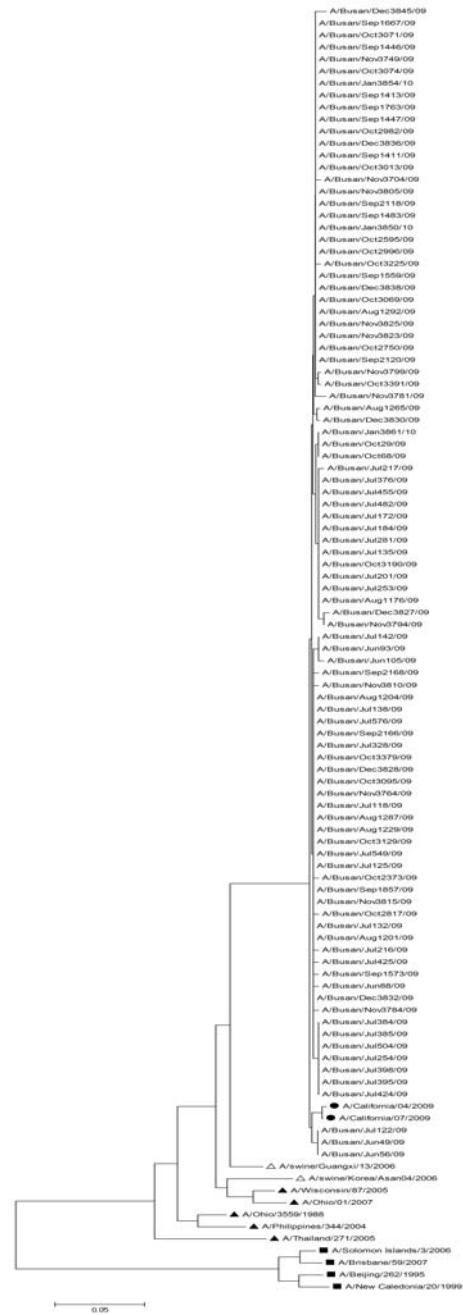 A/Busan/Dec3845/09
A/Busan/Sep1667/09
A/Busan/Oct3071/09
A/Busan/Sep1446/09
A/Busan/Nov3749/09
A/Busan/Oct3074/09
A/Busan/Jan3854/10
A/Busan/Sep1413/09
A/Busan/Sep1763/09
A/Busan/Sep1447/09
A/Busan/Oct2982/09
A/Busan/Dec3836/09
A/Busan/Sep1411/09
A/Busan/Oct3013/09
A/Busan/Nov3704/09
A/Busan/Nov3805/09
A/Busan/Sep2118/09
A/Busan/Sep1483/09
A/Busan/Jan3850/10
A/Busan/Oct2595/09
A/Busan/Oct2996/09
A/Busan/Oct3225/09
A/Busan/Sep1559/09
A/Busan/Dec3838/09
A/Busan/Oct3069/09
A/Busan/Aug1292/09
A/Busan/Nov3825/09
A/Busan/Nov3823/09
A/Busan/Oct2750/09
A/Busan/Sep2120/09
A/Busan/Nov3799/09
A/Busan/Oct3391/09
A/Busan/Nov3781/09
A/Busan/Aug1265/09
A/Busan/Dec3830/09
A/Busan/Jan3861/10
A/Busan/Oct29/09
A/Busan/Oct68/09
A/Busan/Jul217/09
A/Busan/Jul376/09
A/Busan/Jul455/09
A/Busan/Jul482/09
A/Busan/Jul172/09
A/Busan/Jul184/09
A/Busan/Jul281/09
A/Busan/Jul135/09
A/Busan/Oct3190/09
A/Busan/Jul201/09
A/Busan/Jul253/09
A/Busan/Aug1176/09
A/Busan/Dec3827/09
A/Busan/Nov3794/09
A/Busan/Jul142/09
A/Busan/Jun93/09
A/Busan/Jun105/09
A/Busan/Sep2168/09
A/Busan/Nov3810/09
A/Busan/Aug1204/09
A/Busan/Jul138/09
A/Busan/Jul576/09
A/Busan/Sep2166/09
A/Busan/Jul328/09
A/Busan/Oct3379/09
A/Busan/Dec3828/09
A/Busan/Oct3095/09
A/Busan/Nov3764/09
A/Busan/Jul118/09
A/Busan/Aug1287/09
A/Busan/Aug1229/09
A/Busan/Oct3129/09
A/Busan/Jul549/09
A/Busan/Jul125/09
A/Busan/Oct2373/09
A/Busan/Sep1857/09
A/Busan/Nov3815/09
A/Busan/Oct2817/09
A/Busan/Jul132/09
A/Busan/Aug1201/09
A/Busan/Jul216/09
A/Busan/Jul425/09
A/Busan/Sep1573/09
A/Busan/Jun88/09
A/Busan/Dec3832/09
A/Busan/Nov3784/09
A/Busan/Jul384/09
A/Busan/Jul385/09
A/Busan/Jul504/09
A/Busan/Jul254/09
A/Busan/Jul398/09
A/Busan/Jul395/09
A/Busan/Jul424/09
A/California/04/2009
A/California/07/2009
A/Busan/Jul122/09
A/Busan/Jun49/09
A/Busan/Jun56/09
A/swine/Guangxi/13/2006
A/swine/Korea/Asan04/2006
A/Wisconsin/87/2005
A/Ohio/01/2007
A/Ohio/3559/1988
A/Philippines/344/2004
A/Thailand/271/2005
A/Solomon Islands/3/2006
A/Brisbane/59/2007
A/Beijing/262/1995
A/New Caledonia/20/1999
0.05